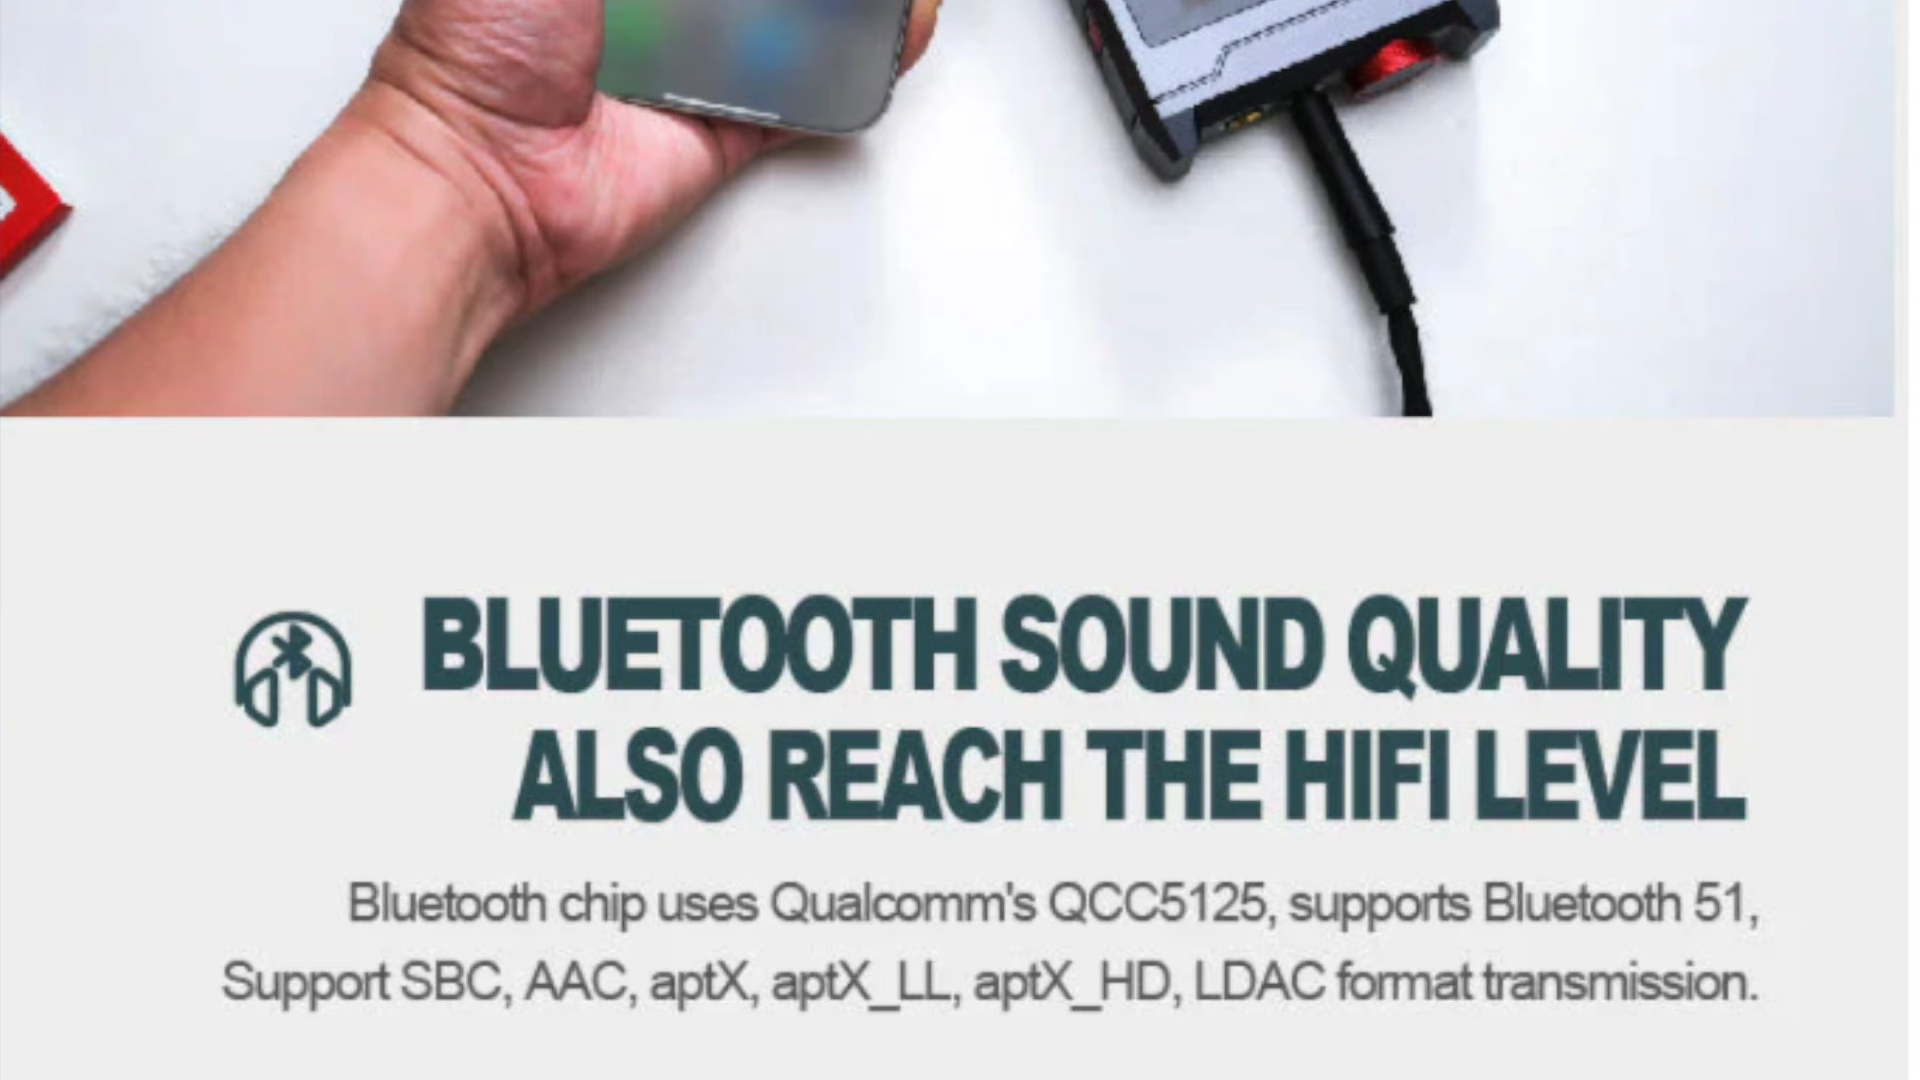 BLUETOOTH SOUND QUALITY
ALSO REACH THE HIFI LEVEL
Bluetooth chip uses Qualcomm's QCC5125, supports Bluetooth 51,
Support SBC, AAC, aptX, aptX_LL, aptX_HD, LDAC format transmission.